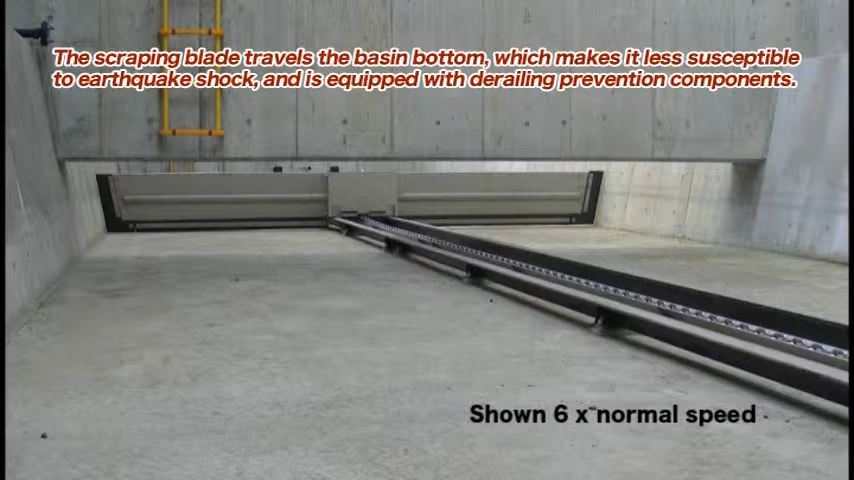 The scraping blade travels the basin bottom, which makes it less susceptible
to earthquake shock, and is equipped with derailing prevention components.
Shown 6 x normal speed